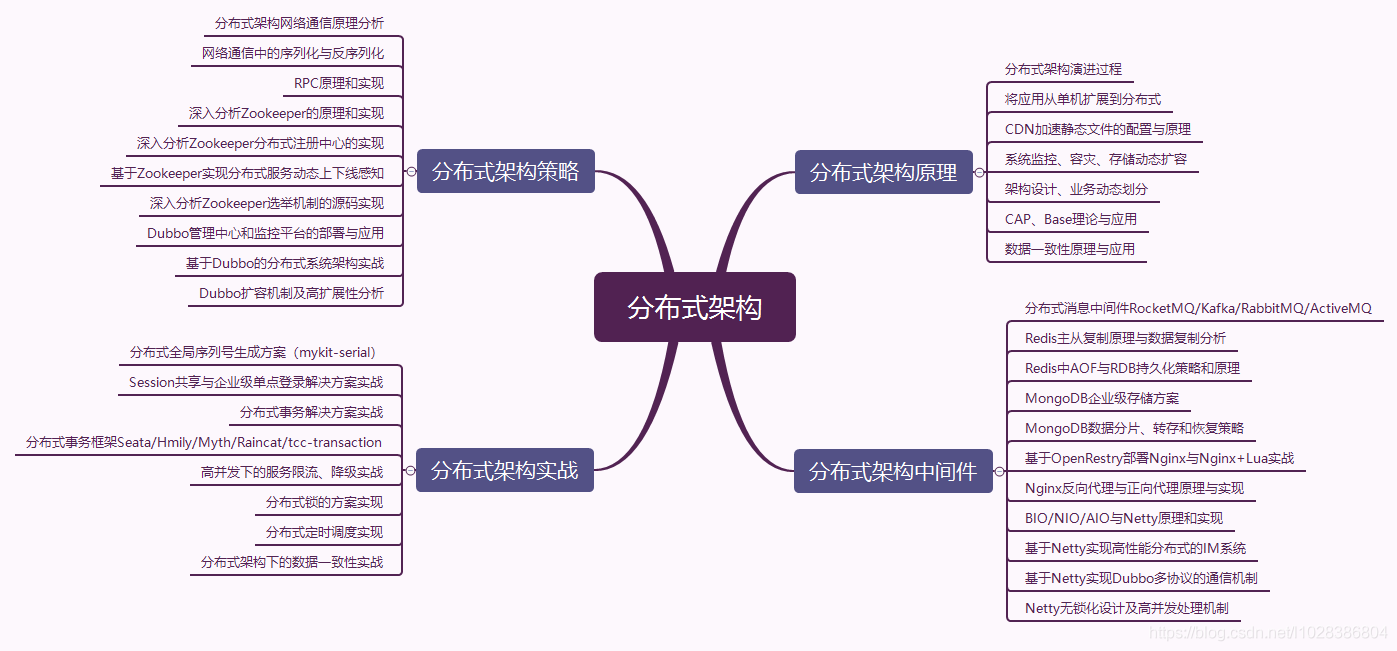 分布式架构
分布式架构原理
分布式架构演进过程
将应用从单机扩展到分布式
CDN加速静态文件的配置与原理
系统监控、容灾、存储动态扩容
架构设计、业务动态划分
CAP、Base理论与应用
数据一致性原理与应用
分布式架构中间件
分布式消息中间件RocketMQ/Kafka/RabbitMQ/ActiveMQ
Redis主从复制原理与数据复制分析
Redis中AOF与RDB持久化策略和原理
MongoDB企业级存储方案
MongoDB数据分片、转存和恢复策略
基于OpenRestry部署Nginx与Nginx+Lua实战
Nginx反向代理与正向代理原理与实现
BIO/NIO/AIO与Netty原理和实现
基于Netty实现高性能分布式的IM系统
基于Netty实现Dubbo多协议的通信机制
Netty无锁化设计及高并发处理机制
分布式架构策略
分布式架构网络通信原理分析
网络通信中的序列化与反序列化
RPC原理和实现
深入分析Zookeeper的原理和实现
深入分析Zookeeper分布式注册中心的实现
基于Zookeeper实现分布式服务动态上下线感知
深入分析Zookeeper选举机制的源码实现
Dubbo管理中心和监控平台的部署与应用
基于Dubbo的分布式系统架构实战
Dubbo扩容机制及高扩展性分析
分布式架构实战
分布式全局序列号生成方案（mykit-serial）
Session共享与企业级单点登录解决方案实战
分布式事务解决方案实战
分布式事务框架Seata/Hmily/Myth/Raincat/tcc-transaction
高并发下的服务限流、降级实战
分布式锁的方案实现
分布式定时调度实现
分布式架构下的数据一致性实战
https://blog.csdn.net/l1028386804